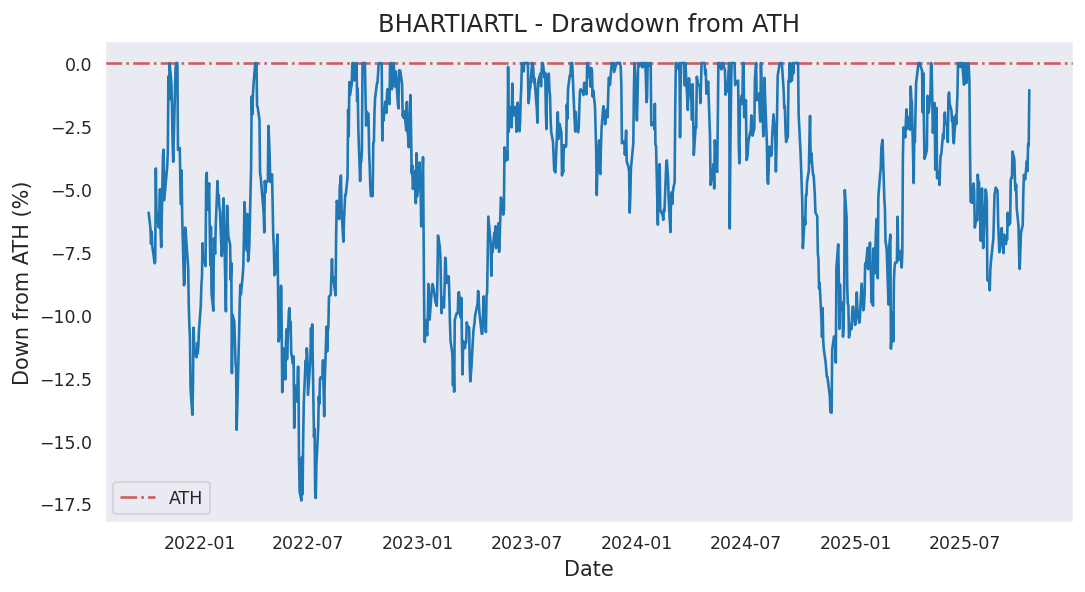 BHARTIARTL - Drawdown from ATH
Down from ATH (%)
0.0
−2.5
−5.0
−7.5
−10.0
−12.5
−15.0
−17.5
ATH
2022-01 2022-07 2023-01 2023-07 2024-01 2024-07 2025-01 2025-07
Date